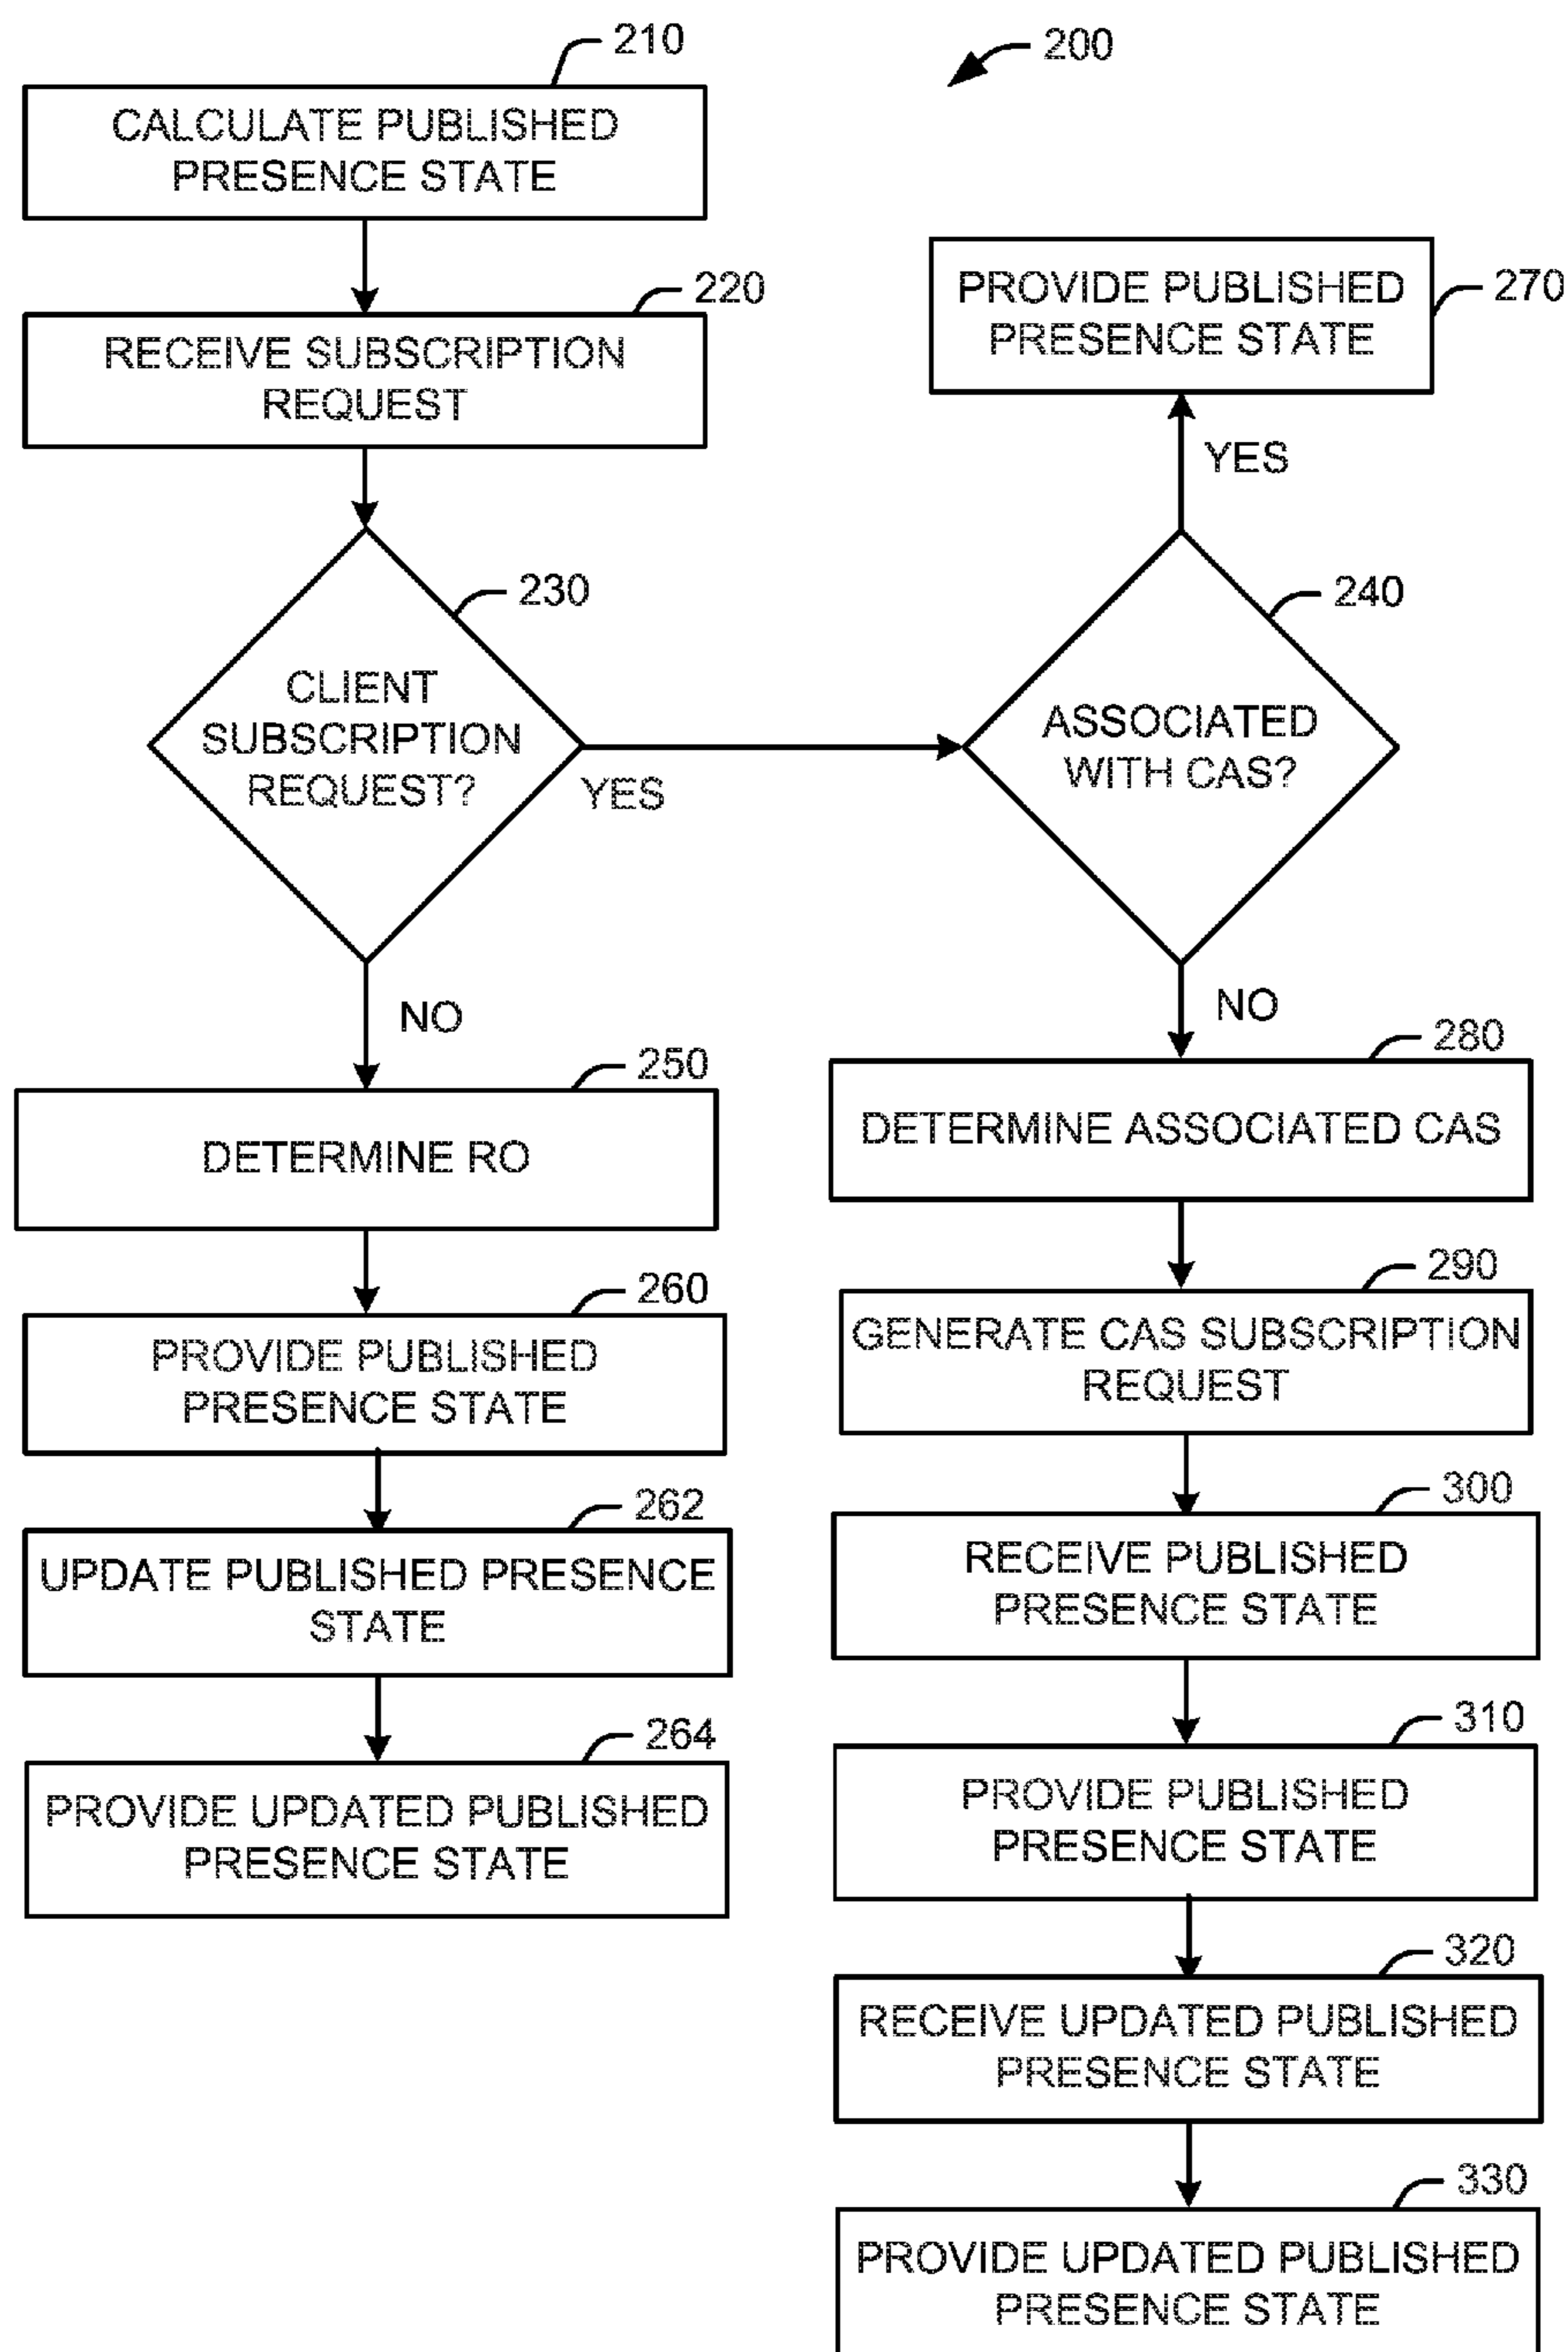 210
200
CALCULATE PUBLISHED
PRESENCE STATE
220
RECEIVE SUBSCRIPTION
REQUEST
270
PROVIDE PUBLISHED
PRESENCE STATE
YES
230
CLIENT
SUBSCRIPTION
REQUEST?
YES
240
ASSOCIATED
WITH CAS?
NO
250
DETERMINE RO
260
PROVIDE PUBLISHED
PRESENCE STATE
262
UPDATE PUBLISHED PRESENCE
STATE
264
PROVIDE UPDATED PUBLISHED
PRESENCE STATE
NO
280
DETERMINE ASSOCIATED CAS
290
GENERATE CAS SUBSCRIPTION
REQUEST
300
RECEIVE PUBLISHED
PRESENCE STATE
310
PROVIDE PUBLISHED
PRESENCE STATE
320
RECEIVE UPDATED PUBLISHED
PRESENCE STATE
330
PROVIDE UPDATED PUBLISHED
PRESENCE STATE